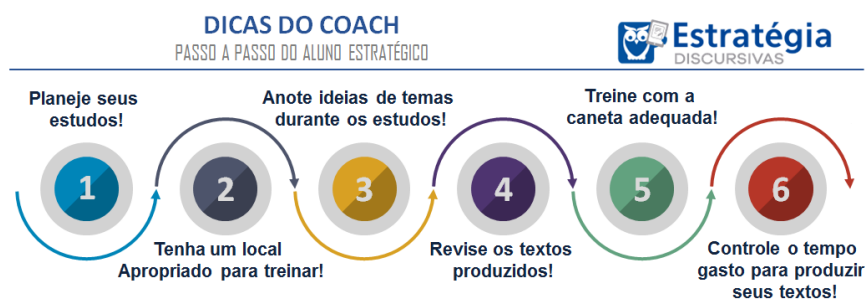 DICAS DO COACH
PASSO A PASSO DO ALUNO ESTRATÉGICO
Estratégia
DISCURSIVAS
Planeje seus
estudos!
1
2
Tenha um local
Apropriado para treinar!
Anote ideias de temas
durante os estudos!
3
4
Revise os textos
produzidos!
Treine com a
caneta adequada!
5
6
Controle o tempo
gasto para produzir
seus textos!